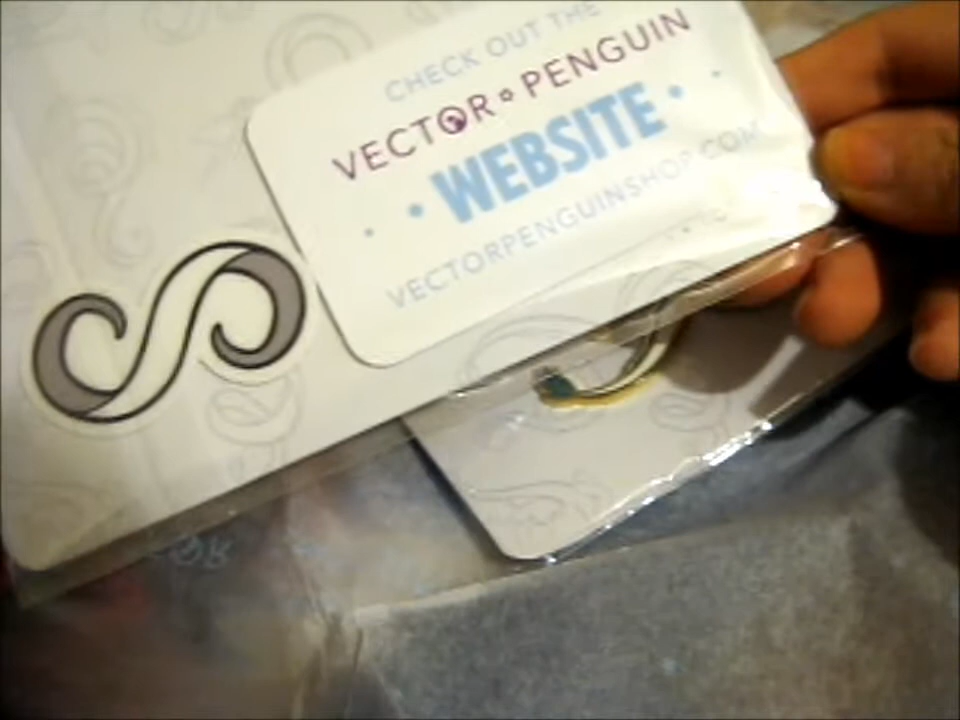 CHECK OUT THE
VECTOR PENGUIN
WEBSITE
VECTORPENGUINSHOP.COM